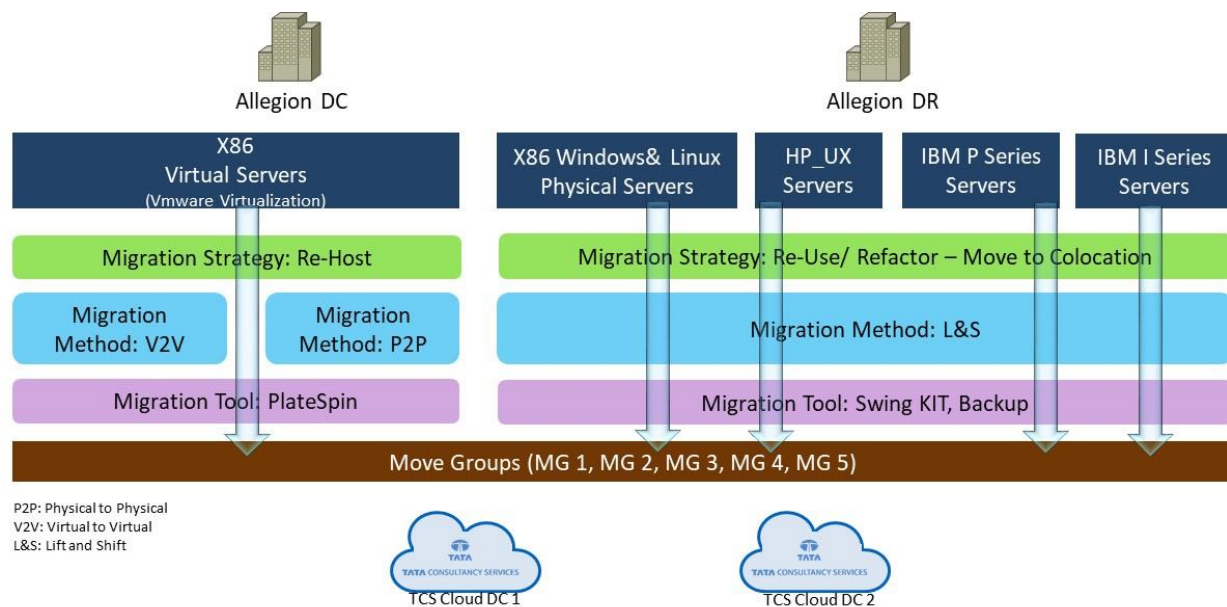 Allegion DC
Allegion DR
X86
Virtual Servers
(Vmware Virtualization)
X86 Windows& Linux
Physical Servers
HP_UX
Servers
IBM P Series
Servers
IBM I Series
Servers
Migration Strategy: Re-Host
Migration Strategy: Re-Use/ Refactor – Move to Colocation
Migration
Method: V2V
Migration
Method: P2P
Migration Method: L&S
Migration Tool: PlateSpin
Migration Tool: Swing KIT, Backup
Move Groups (MG 1, MG 2, MG 3, MG 4, MG 5)
P2P: Physical to Physical
V2V: Virtual to Virtual
L&S: Lift and Shift
TATA
TATA CONSULTANCY SERVICES
TCS Cloud DC 1
TATA
TATA CONSULTANCY SERVICES
TCS Cloud DC 2